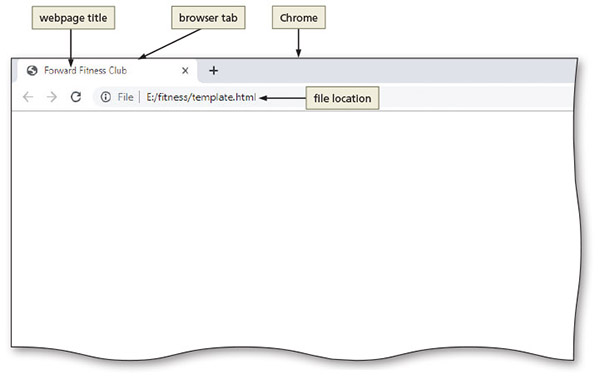 webpage title
browser tab
Chrome
Forward Fitness Club
File
E:/fitness/template.html
file location